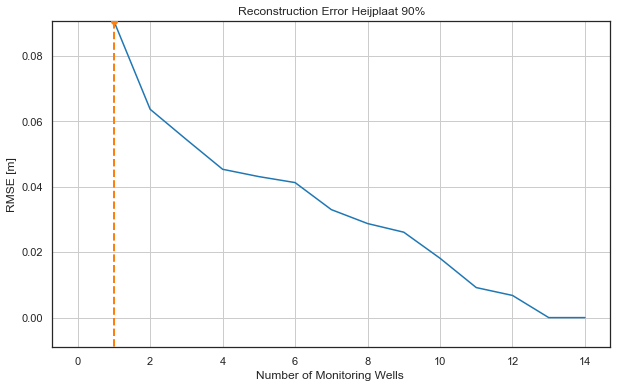 Reconstruction Error Heijplaat 90%
RMSE [m]
0.08
0.06
0.04
0.02
0.00
0 2 4 6 8 10 12 14
Number of Monitoring Wells